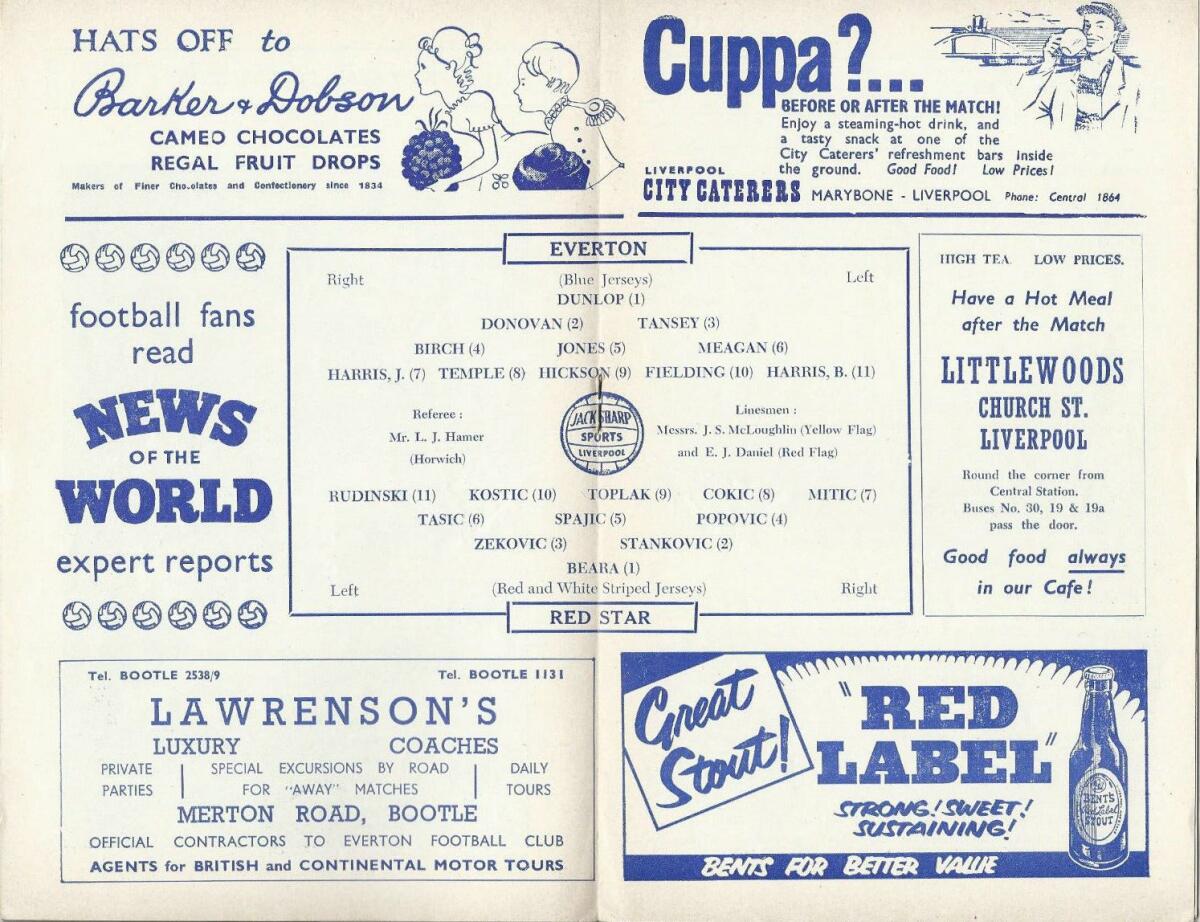 HATS OFF to
Barker & Dobson
CAMEO CHOCOLATES
REGAL FRUIT DROPS
Makers of Finer Cho.olates and Confectionery since 1834
Cuppa?...
BEFORE OR AFTER THE MATCH!
Enjoy a steaming-hot drink, and
a tasty snack at one of the
City Caterers' refreshment bars Inside
the ground. Good Food! Low Prices!
LIVERPOOL
CITY CATERERS MARYBONE - LIVERPOOL Phone: Central 1864
football fans
read
NEWS
OF THE
WORLD
expert reports
EVERTON
Right (Blue Jerseys) Left
DUNLOP (1)
DONOVAN (2) TANSEY (3)
BIRCH (4) JONES (5) MEAGAN (6)
HARRIS, J. (7) TEMPLE (8) HICKSON (9) FIELDING (10) HARRIS, B. (11)
Referee :
Mr. L. J. Hamer
(Horwich)
JACK SHARP
SPORTS
LIVERPOOL
Linesmen :
Messrs. J. S. McLoughlin (Yellow Flag)
and E. J. Daniel (Red Flag)
RUDINSKI (11) KOSTIC (10) TOPLAK (9) COKIC (8) MITIC (7)
TASIC (6) SPAJIC (5) POPOVIC (4)
ZEKOVIC (3) STANKOVIC (2)
BEARA (1)
Left (Red and White Striped Jerseys) Right
RED STAR
HIGH TEA LOW PRICES.
Have a Hot Meal
after the Match
LITTLEWOODS
CHURCH ST.
LIVERPOOL
Round the corner from
Central Station.
Buses No. 30, 19 & 19a
pass the door.
Good food always
in our Cafe!
Tel. BOOTLE 2538/9 Tel. BOOTLE 1131
LAWRENSON'S
LUXURY COACHES
PRIVATE PARTIES
SPECIAL EXCURSIONS BY ROAD
FOR "AWAY" MATCHES
DAILY TOURS
MERTON ROAD, BOOTLE
OFFICIAL CONTRACTORS TO EVERTON FOOTBALL CLUB
AGENTS for BRITISH and CONTINENTAL MOTOR TOURS
Great
Stout!
"RED
LABEL"
STRONG! SWEET!
SUSTAINING!
BENT'S FOR BETTER VALUE
BENT'S
Red Label
STOUT